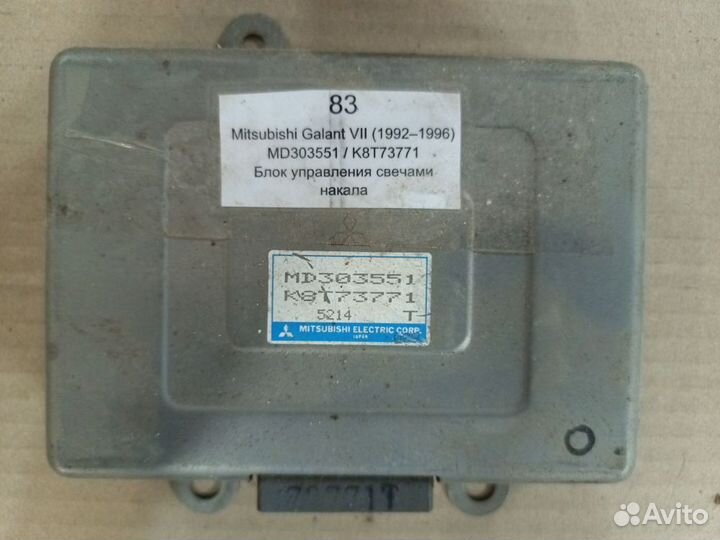 83
Mitsubishi Galant VII (1992–1996)
MD303551 / K8T73771
Блок управления свечами
накала
MD303551
K8T73771
5214 T
MITSUBISHI ELECTRIC CORP.
JAPAN
73771T
Avito